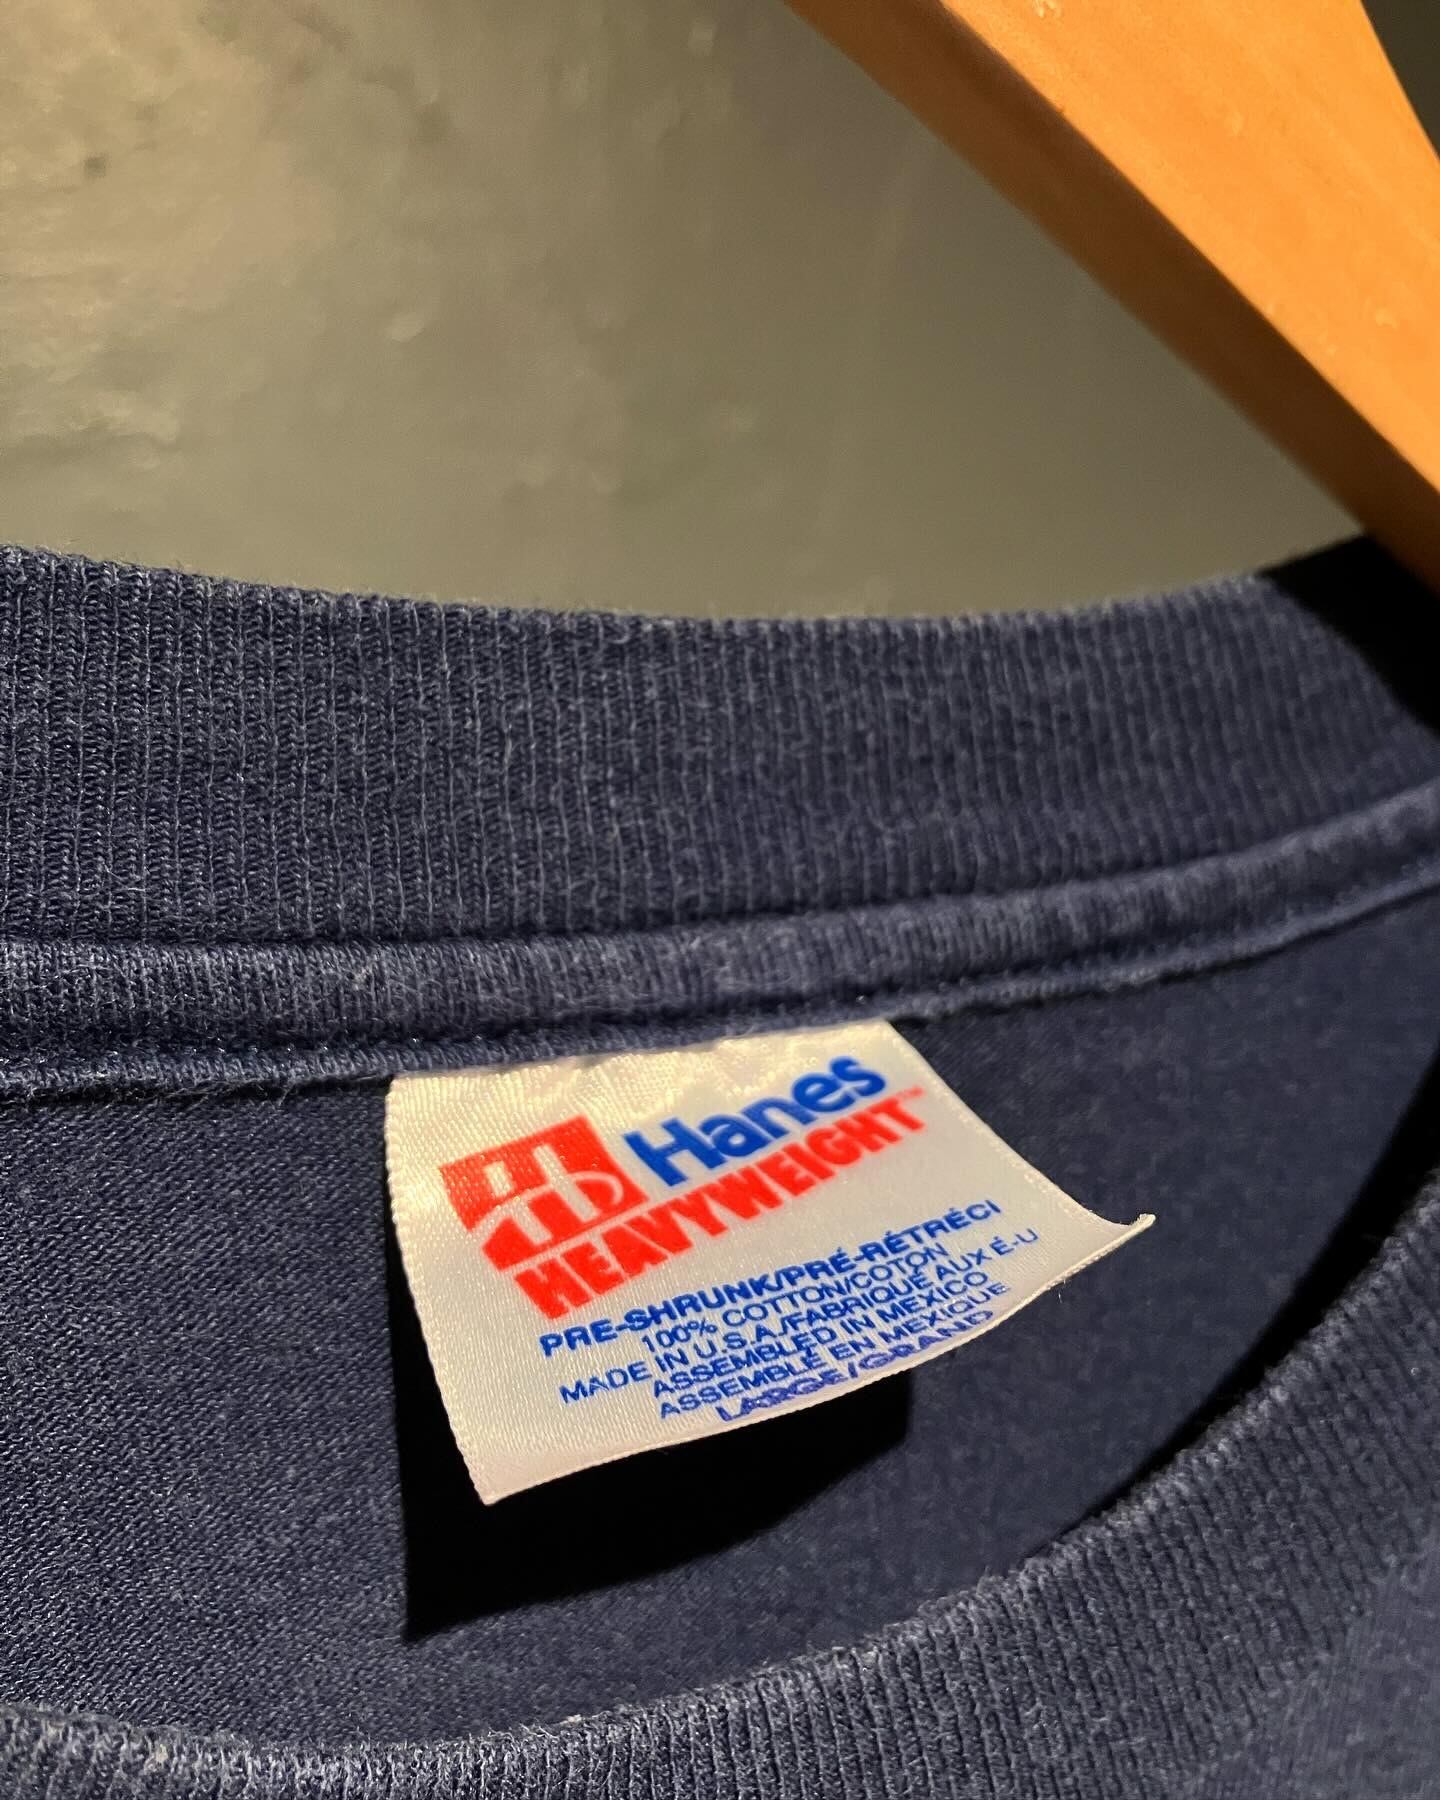 Hanes
HEAVYWEIGHT™
PRE-SHRUNK/PRÉ-RÉTRÉCI
100% COTTON/COTON
MADE IN U.S.A./FABRIQUÉ AUX É-U
ASSEMBLED IN MEXICO
ASSEMBLÉ EN MEXIQUE
LARGE/GRAND